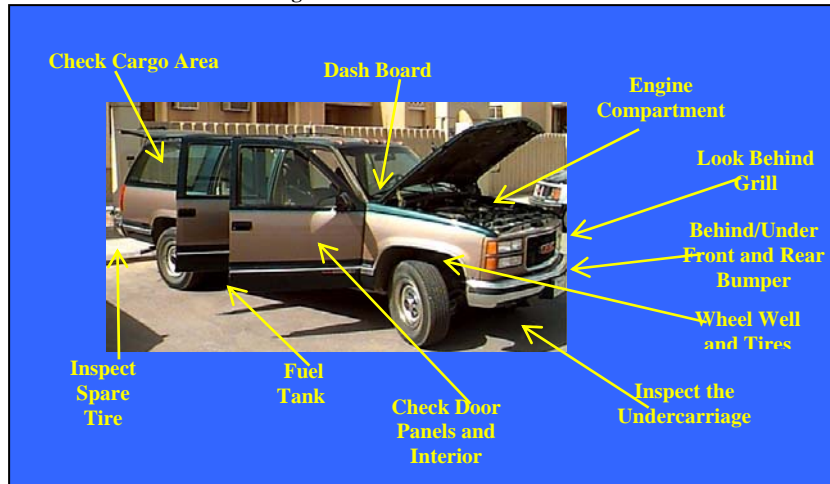 Check Cargo Area
Dash Board
Engine
Compartment
Look Behind
Grill
Behind/Under
Front and Rear
Bumper
Wheel Well
and Tires
Inspect the
Undercarriage
Check Door
Panels and
Interior
Fuel
Tank
Inspect
Spare
Tire
GMC